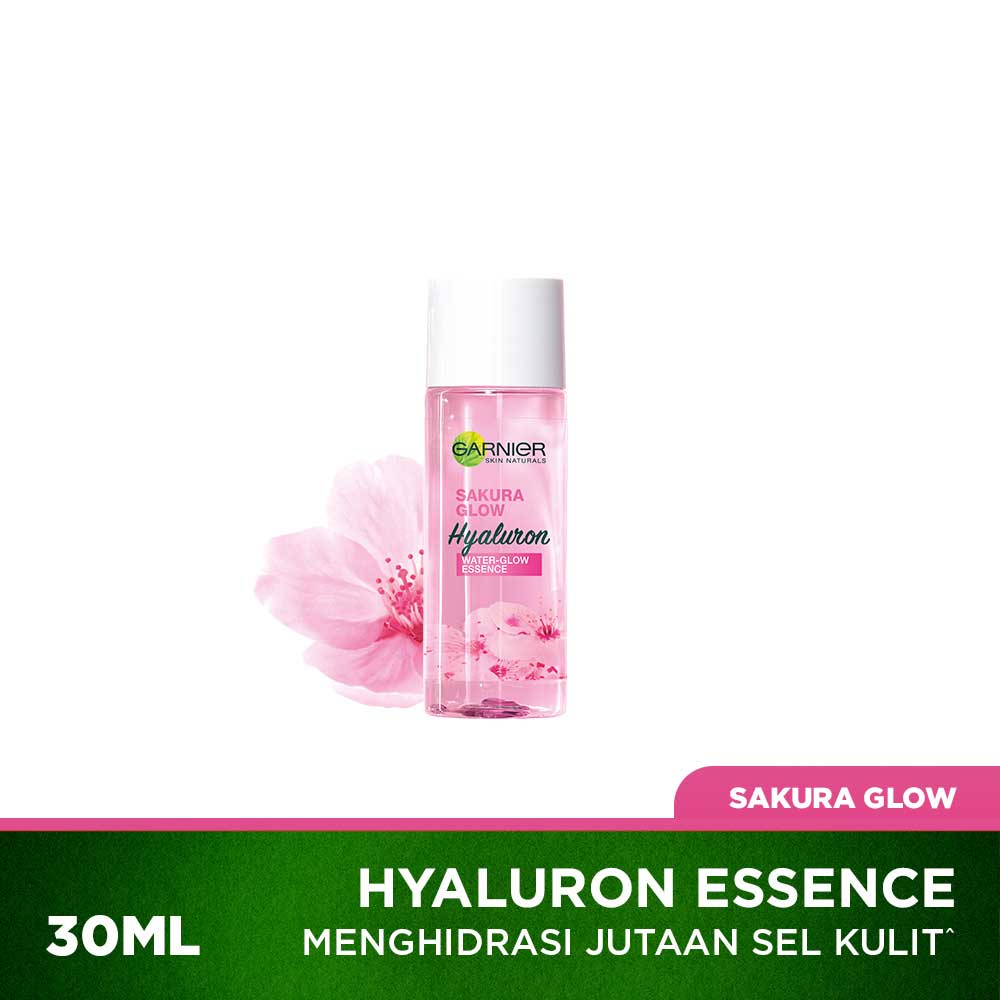 GARNIER
SKIN NATURALS
SAKURA
GLOW
Hyaluron
WATER-GLOW
ESSENCE
SAKURA GLOW
HYALURON ESSENCE
30ML
MENGHIDRASI JUTAAN SEL KULIT^